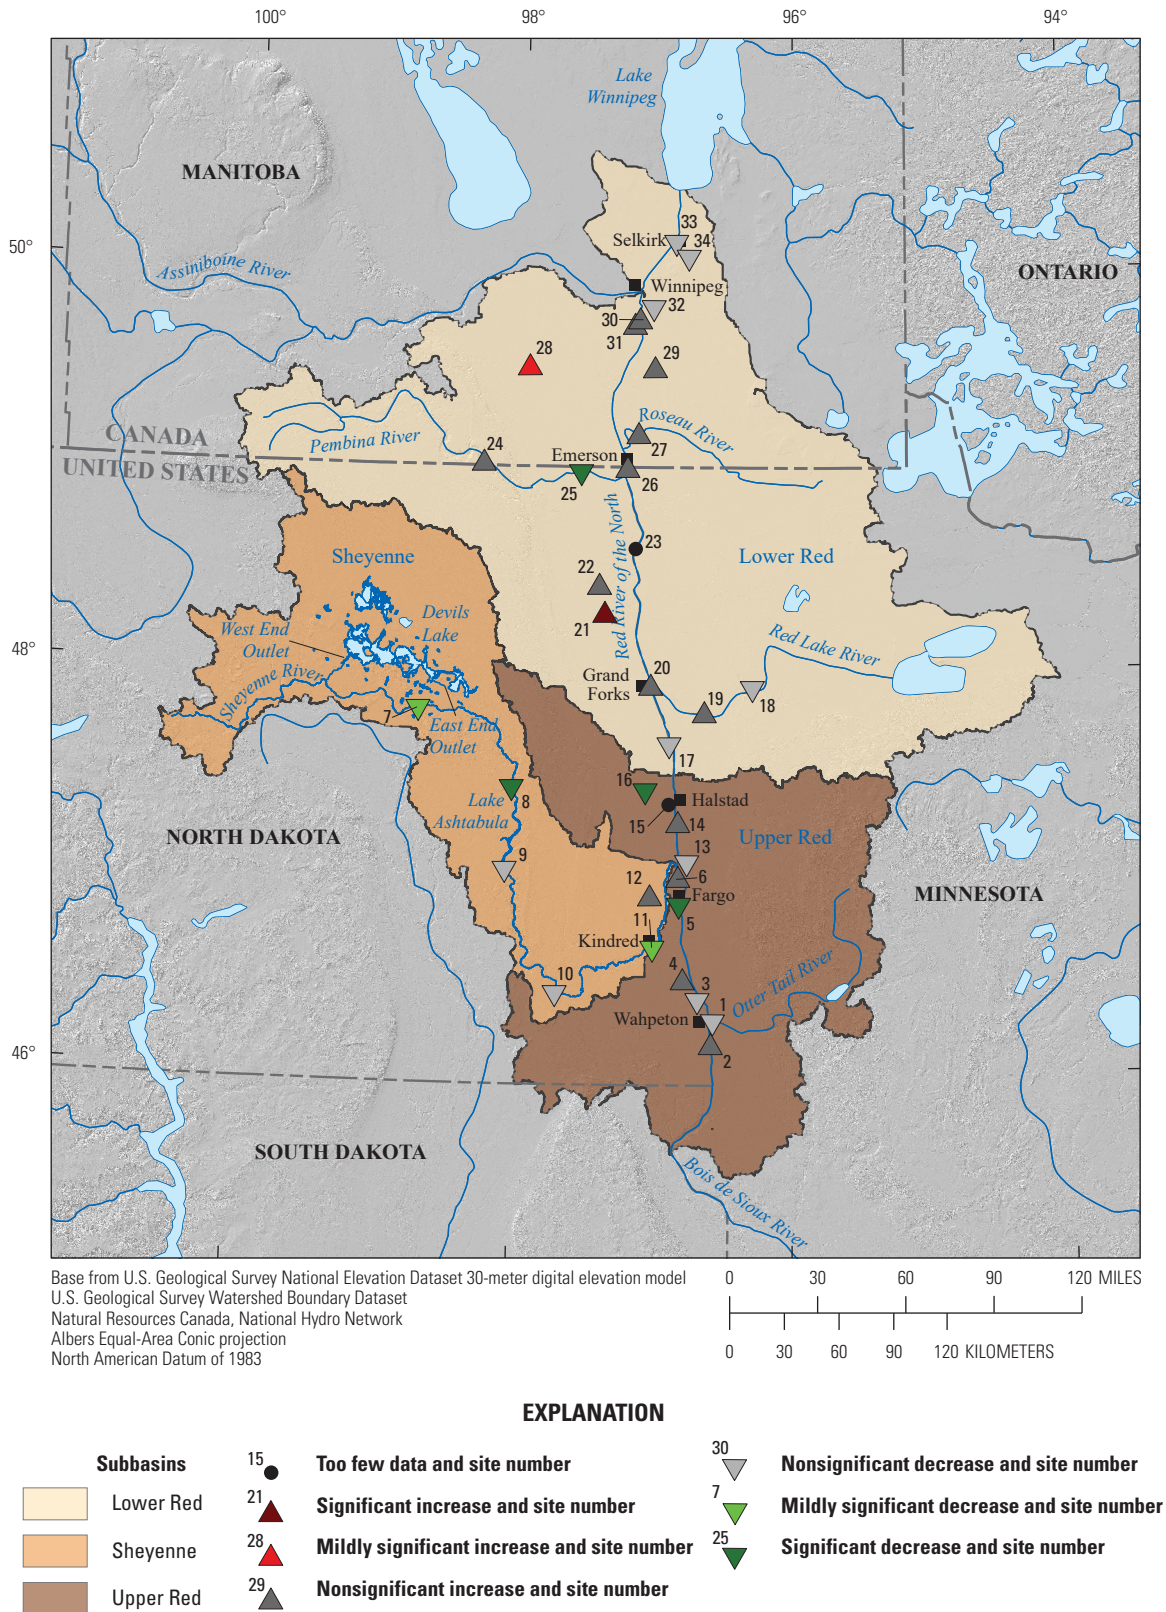 100°
98°
96°
94°
Lake
Winnipeg
MANITOBA
33
Selkirk
34
50°
Assiniboine River
ONTARIO
Winnipeg
30
32
31
28
29
Roseau River
CANADA
Pembina River
24
27
Emerson
UNITED STATES
25
26
Red River of the North
23
Sheyenne
Lower Red
22
Devils
Lake
West End
Outlet
21
48°
Red Lake River
Sheyenne River
Grand
Forks
20
19
18
7
East End
Outlet
17
16
8
Halstad
Lake
Ashtabula
15
14
NORTH DAKOTA
Upper Red
9
13
12
6
Fargo
MINNESOTA
11
5
Kindred
10
4
3
Otter Tail River
1
Wahpeton
46°
2
SOUTH DAKOTA
Bois de Sioux River
Base from U.S. Geological Survey National Elevation Dataset 30-meter digital elevation model
U.S. Geological Survey Watershed Boundary Dataset
Natural Resources Canada, National Hydro Network
Albers Equal-Area Conic projection
North American Datum of 1983
0 30 60 90 120 MILES
0 30 60 90 120 KILOMETERS
EXPLANATION
Subbasins
Lower Red
Sheyenne
Upper Red
15 Too few data and site number
21 Significant increase and site number
28 Mildly significant increase and site number
29 Nonsignificant increase and site number
30 Nonsignificant decrease and site number
7 Mildly significant decrease and site number
25 Significant decrease and site number